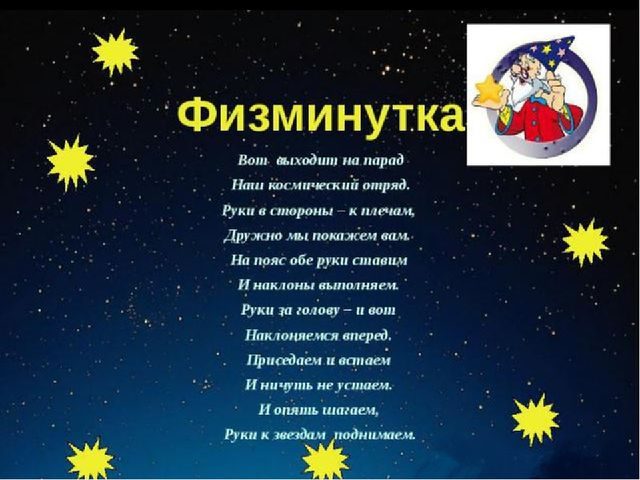 Физминутка
Вот выходит на парад
Наш космический отряд.
Руки в стороны – к плечам,
Дружно мы покажем вам.
На пояс обе руки ставим
И наклоны выполняем.
Руки за голову – и вот
Наклоняемся вперед.
Приседаем и встаем
И ничуть не устаем.
И опять шагаем,
Руки к звездам поднимаем.